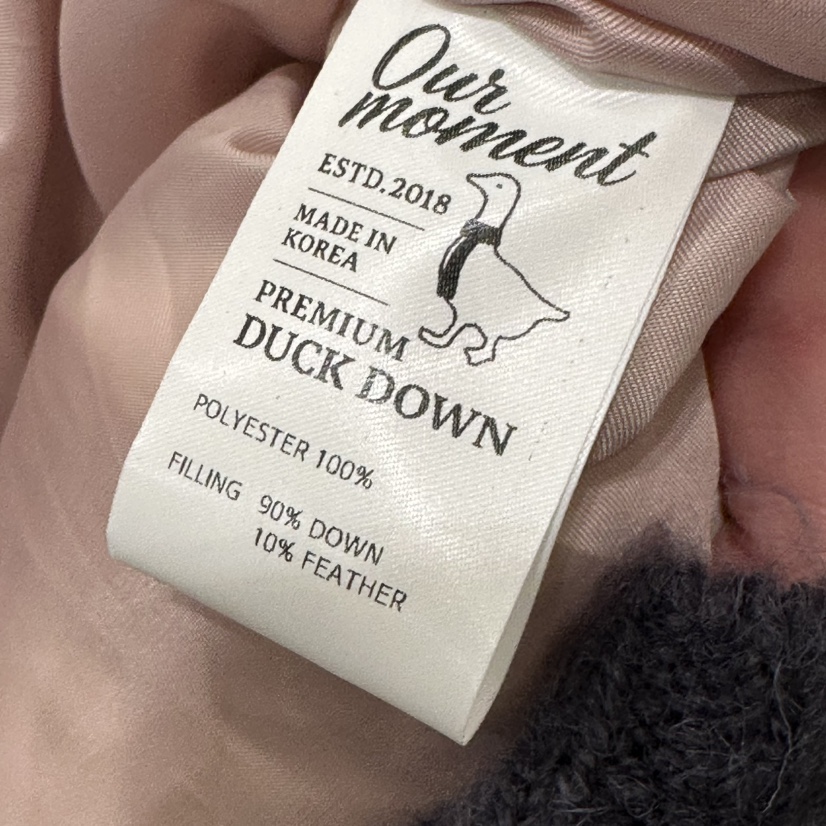 Our
moment
ESTD.2018
MADE IN
KOREA
PREMIUM
DUCK DOWN
POLYESTER 100%
FILLING 90% DOWN
10% FEATHER